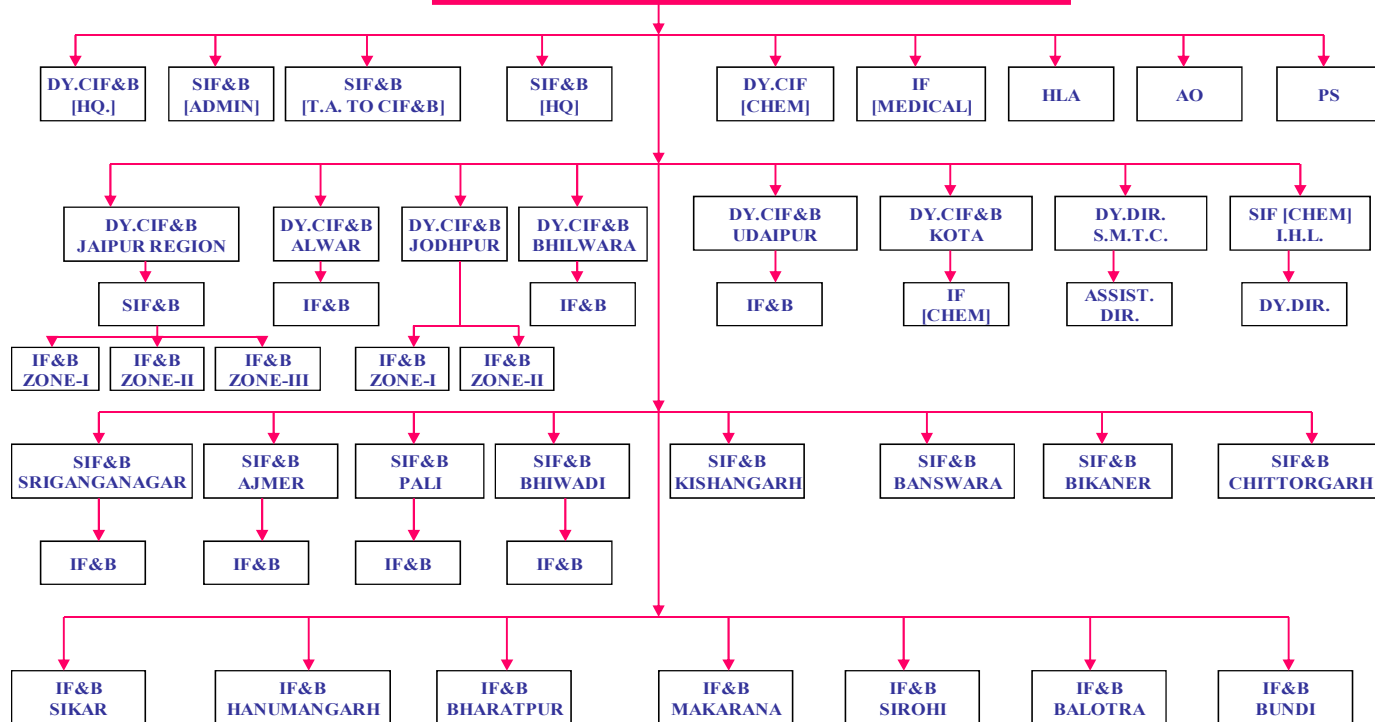 DY.CIF&B
[HQ.]
SIF&B
[ADMIN]
SIF&B
[T.A. TO CIF&B]
SIF&B
[HQ]
DY.CIF
[CHEM]
IF
[MEDICAL]
HLA
AO
PS
DY.CIF&B
JAIPUR REGION
DY.CIF&B
ALWAR
DY.CIF&B
JODHPUR
DY.CIF&B
BHILWARA
DY.CIF&B
UDAIPUR
DY.CIF&B
KOTA
DY.DIR.
S.M.T.C.
SIF [CHEM]
I.H.L.
SIF&B
IF&B
IF&B
IF&B
IF
[CHEM]
ASSIST.
DIR.
DY.DIR.
IF&B
ZONE-I
IF&B
ZONE-II
IF&B
ZONE-III
IF&B
ZONE-I
IF&B
ZONE-II
SIF&B
SRIGANGANAGAR
SIF&B
AJMER
SIF&B
PALI
SIF&B
BHIWADI
SIF&B
KISHANGARH
SIF&B
BANSWARA
SIF&B
BIKANER
SIF&B
CHITTORGARH
IF&B
IF&B
IF&B
IF&B
IF&B
SIKAR
IF&B
HANUMANGARH
IF&B
BHARATPUR
IF&B
MAKARANA
IF&B
SIROHI
IF&B
BALOTRA
IF&B
BUNDI